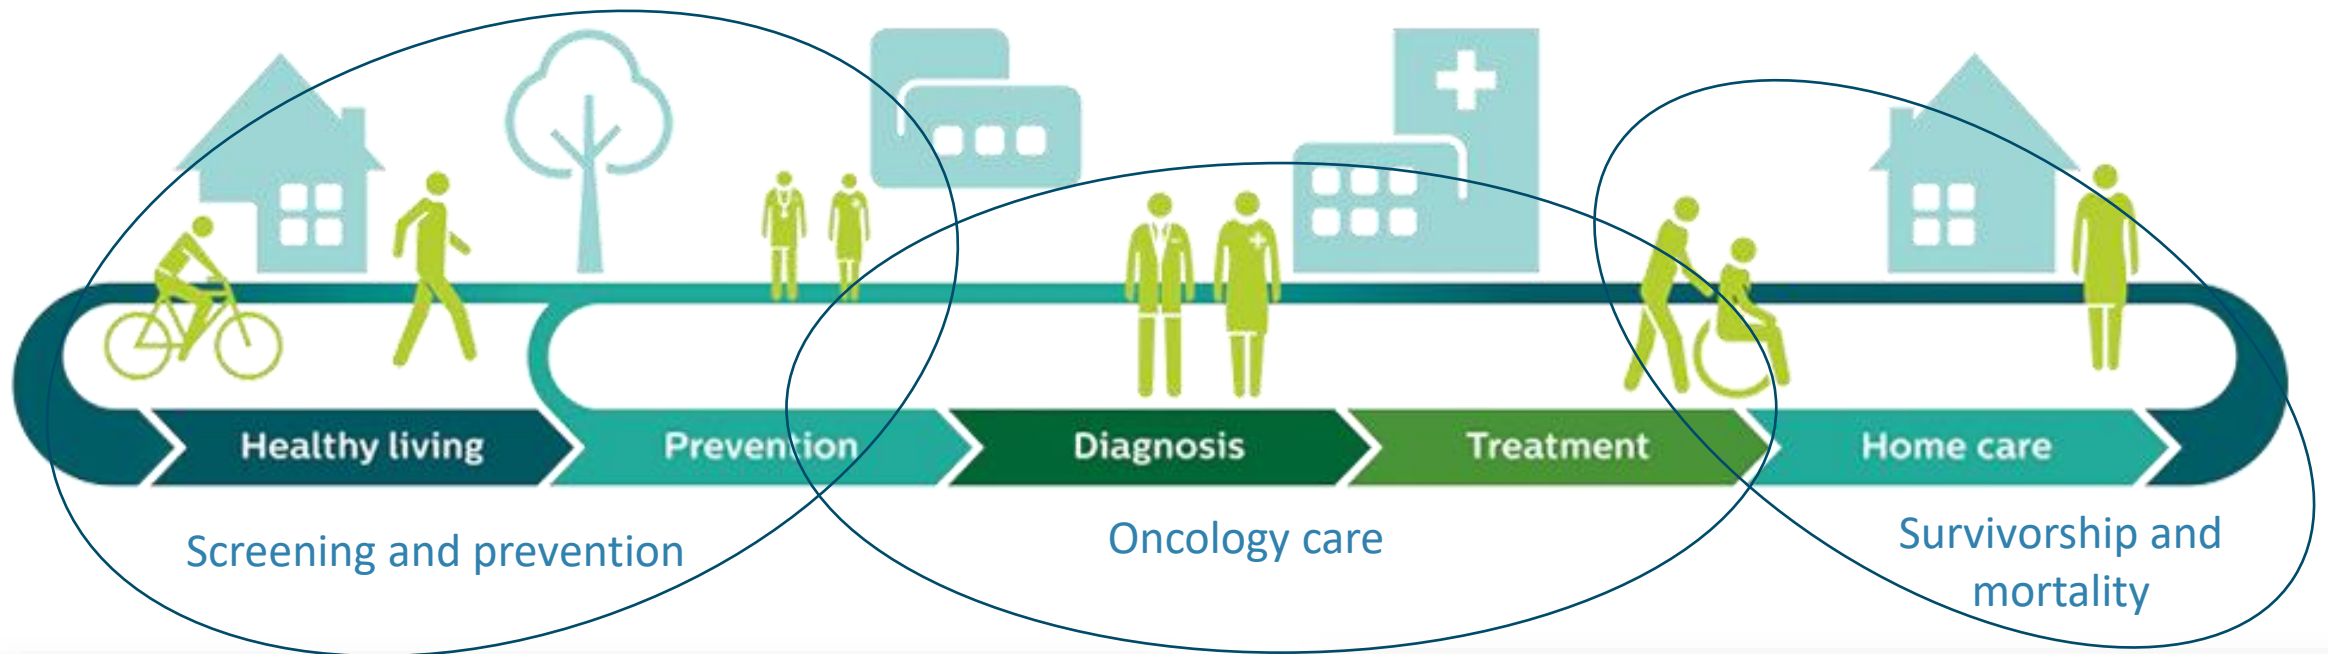 Healthy living
Prevention
Diagnosis
Treatment
Home care
Screening and prevention
Oncology care
Survivorship and
mortality